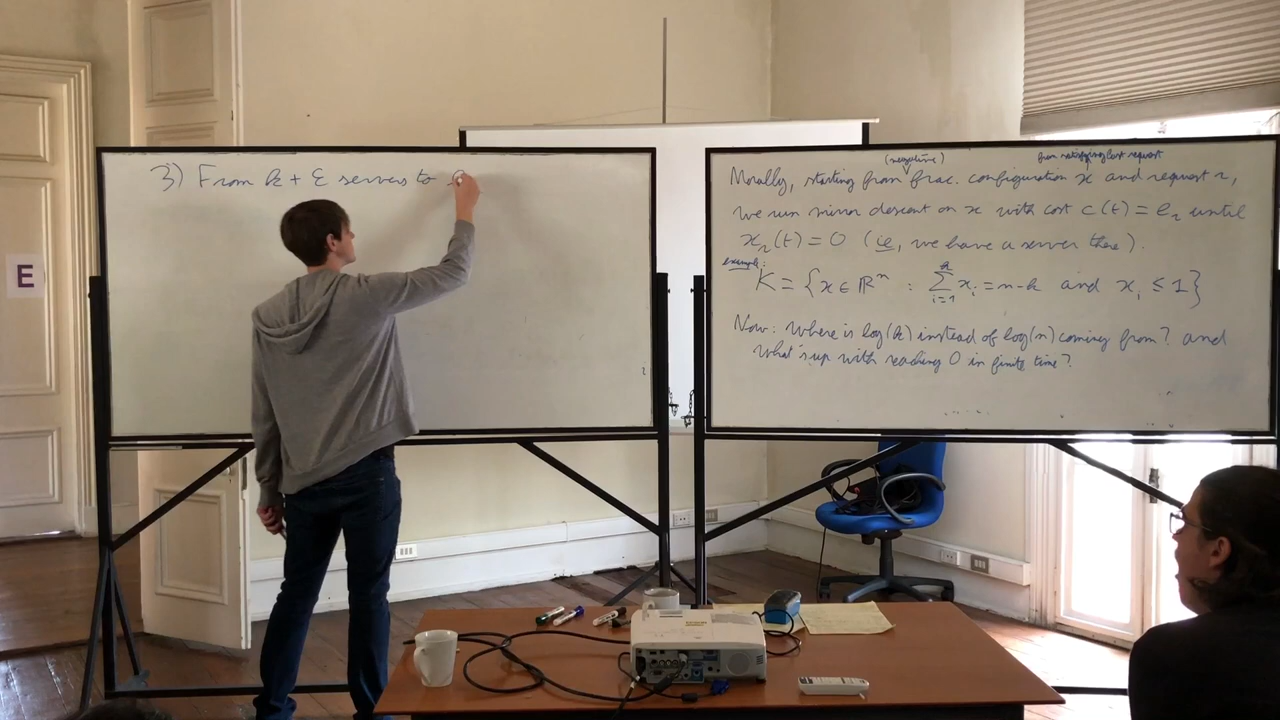 E
3) From k + ε servers to
(negative)
from satisfying last request
Morally, starting from frac. configuration x and request r,
we run mirror descent on x with cost c(t) = e_r until
x_r(t) = 0 (ie, we have a server there).
example:
K = {x ∈ ℝ^n : ∑_{i=1}^k x_i = n-k and x_i ≤ 1}
Now: Where is log(k) instead of log(n) coming from? and
what's up with reaching 0 in finite time?